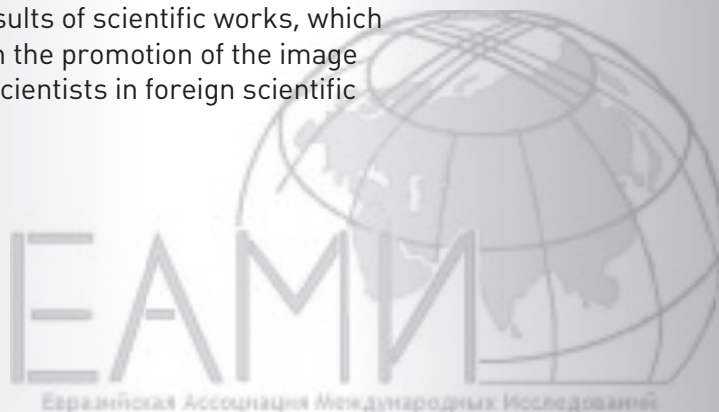 sults of scientific works, which
n the promotion of the image
cientists in foreign scientific
ЕАМИ
Евразийская Ассоциация Международных Исследований